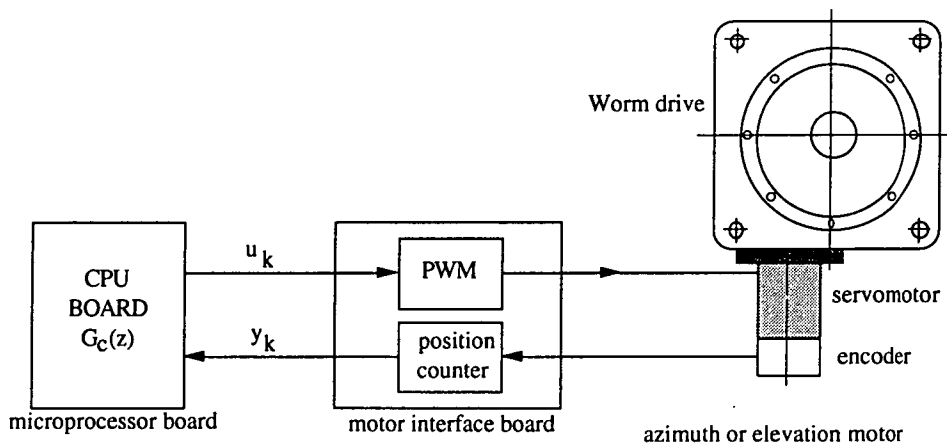 Worm drive
CPU
BOARD
G_c(z)
u_k
y_k
PWM
position
counter
servomotor
encoder
microprocessor board
motor interface board
azimuth or elevation motor